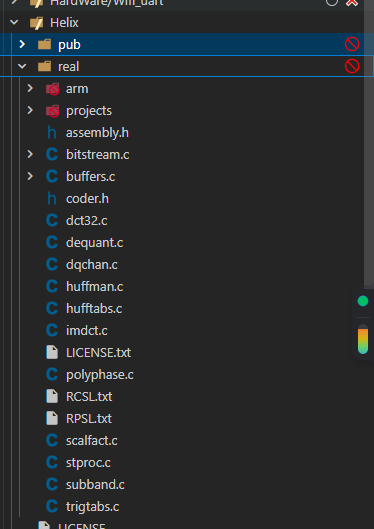 HardWare/Wifi_uart
Helix
pub
real
arm
projects
assembly.h
bitstream.c
buffers.c
coder.h
dct32.c
dequant.c
dqchan.c
huffman.c
hufftabs.c
imdct.c
LICENSE.txt
polyphase.c
RCSL.txt
RPSL.txt
scalfact.c
stproc.c
subband.c
trigtabs.c
LICENSE